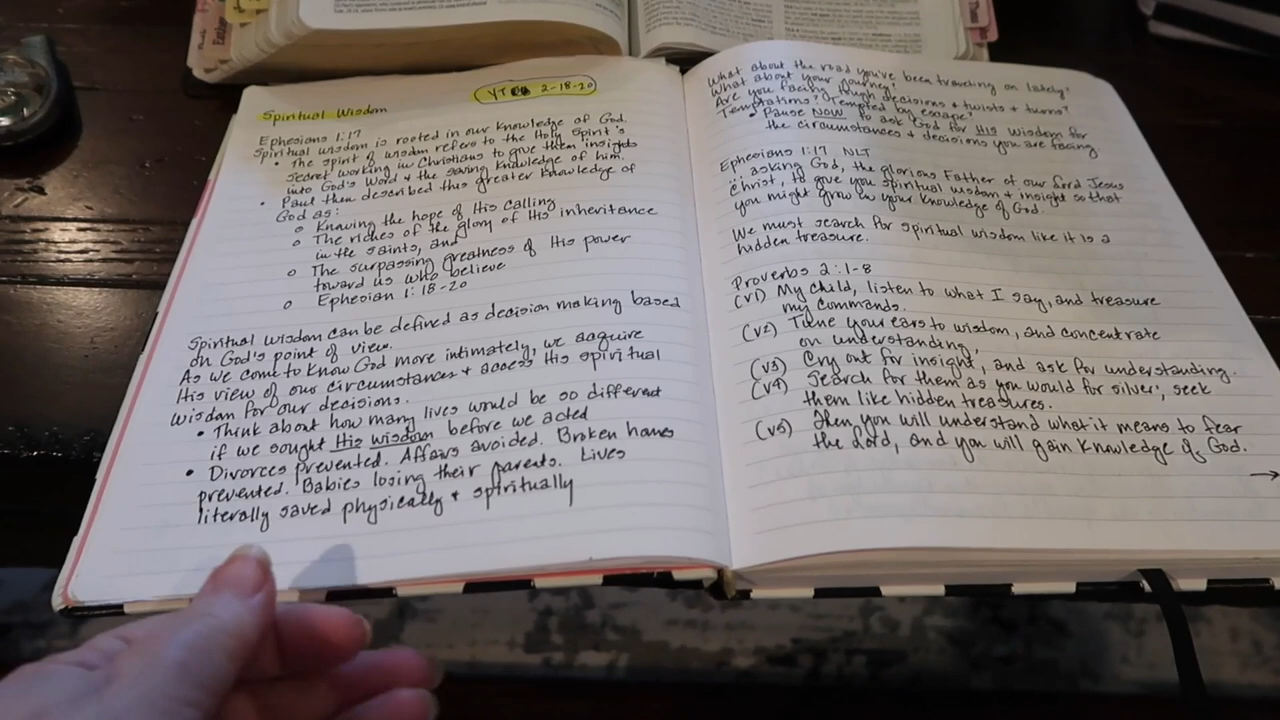 YT 2-18-20
Spiritual Wisdom
Ephesians 1:17
Spiritual wisdom is rooted in our knowledge of God.
• The spirit of wisdom refers to the Holy Spirit's
secret working in Christians to give them insights
into God's Word & the saving knowledge of him.
• Paul then described this greater knowledge of
God as:
○ Knowing the hope of His calling
○ The riches of the glory of His inheritance
in the saints, and
○ The surpassing greatness of His power
toward us who believe
○ Ephesian 1:18-20
Spiritual wisdom can be defined as decision making based
on God's point of view.
As we come to know God more intimately, we aaquire
His view of our circumstances & access His spiritual
wisdom for our decisions.
• Think about how many lives would be so different
if we sought His wisdom before we acted
• Divorces prevented. Affairs avoided. Broken homes
prevented. Babies losing their parents. Lives
literally saved physically & spiritually
What about the road you've been traveling on lately?
What about your journey?
Are you facing tough decisions & twists & turns?
Temptations? Tempted by escape?
• Pause NOW to ask God for HIS wisdom for
the circumstances & decisions you are facing.
Ephesians 1:17 NLT
asking God, the glorious Father of our Lord Jesus
Christ, to give you spiritual wisdom & insight so that
you might grow in your knowledge of God.
We must search for spiritual wisdom like it is a
hidden treasure.
Proverbs 2:1-8
(v1) My child, listen to what I say, and treasure
my commands.
(v2) Tune your ears to wisdom, and concentrate
on understanding,
(v3) Cry out for insight, and ask for understanding.
(v4) Search for them as you would for silver; seek
them like hidden treasures.
(v5) Then you will understand what it means to fear
the Lord, and you will gain knowledge of God.
→